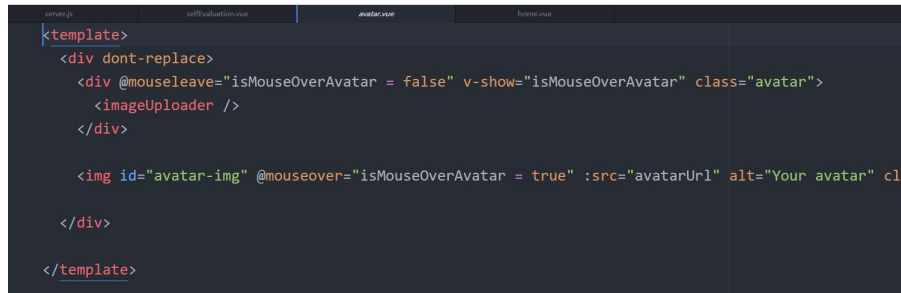 server.js selfEvaluation.vue avatar.vue home.vue
<template>
<div dont-replace>
<div @mouseleave="isMouseOverAvatar = false" v-show="isMouseOverAvatar" class="avatar">
<imageUploader />
</div>
<img id="avatar-img" @mouseover="isMouseOverAvatar = true" :src="avatarUrl" alt="Your avatar" cl
</div>
</template>